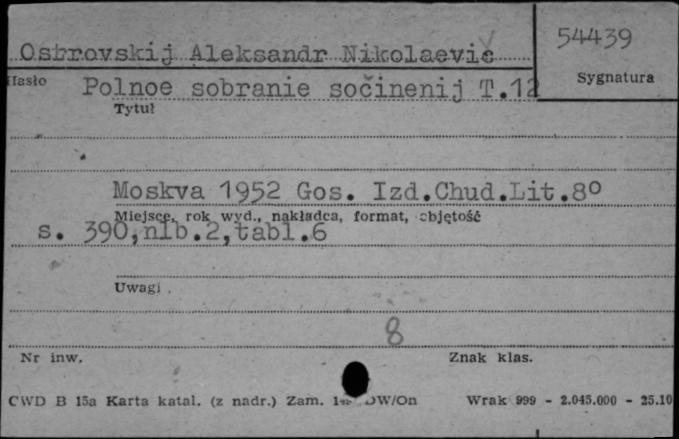 54439
Ostrovskij Aleksandr Nikolaevič
Hasło
Sygnatura
Polnoe sobranie sočinenij T.12
Tytuł
Moskva 1952 Gos. Izd.Chud.Lit.8°
Miejsce, rok wyd., nakładca, format, objętość
s. 390,nlb.2,tabl.6
Uwagi
8
Nr inw.
Znak klas.
CWD B 15a Karta katal. (z nadr.) Zam. DW/On Wrak 999 - 2.045.000 - 25.10